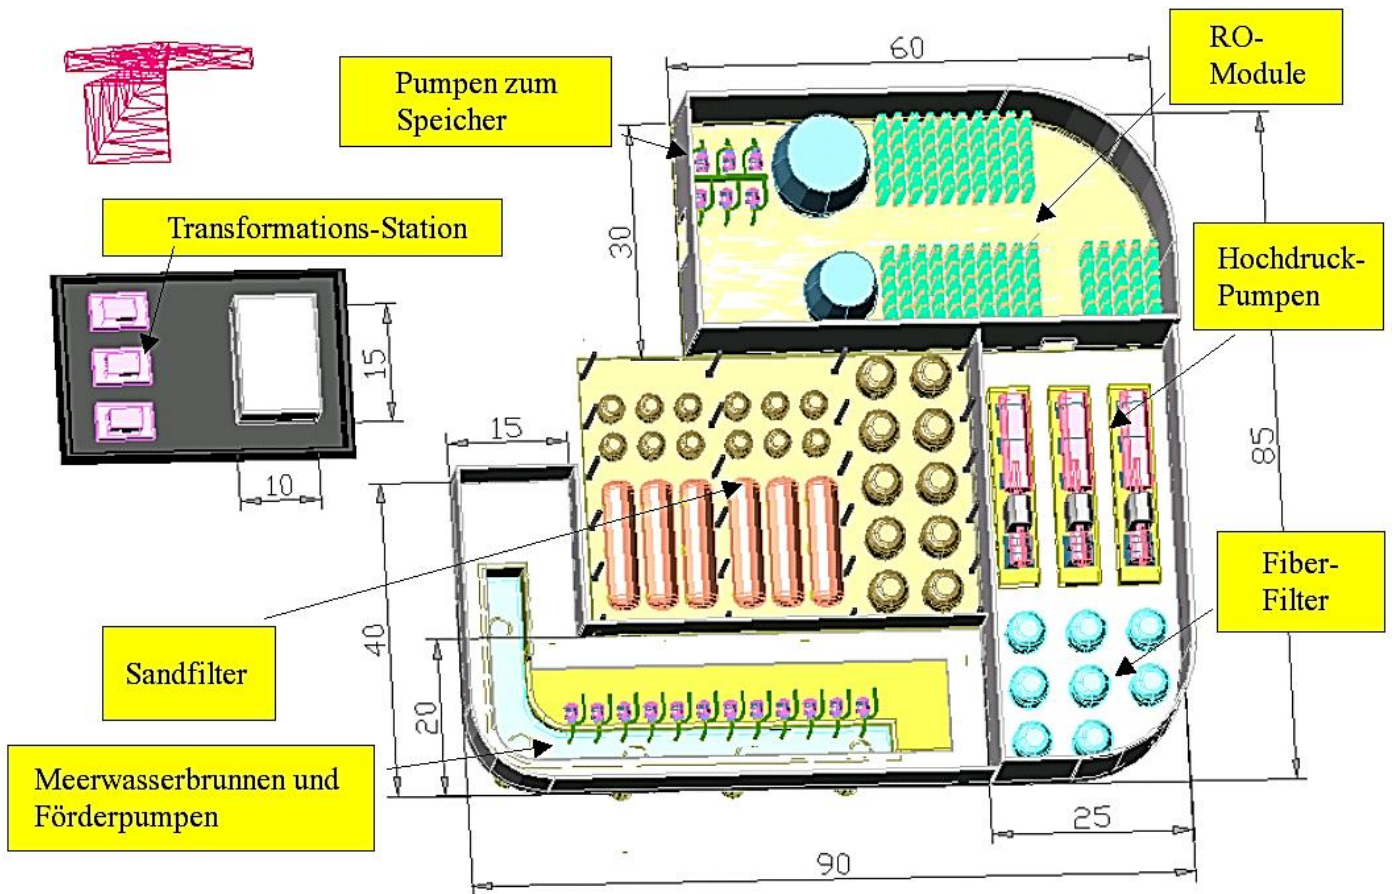 60
RO-
Module
Pumpen zum
Speicher
85
30
Transformations-Station
Hochdruck-
Pumpen
15
10
15
40
20
Fiber-
Filter
Sandfilter
Meerwasserbrunnen und
Förderpumpen
25
90